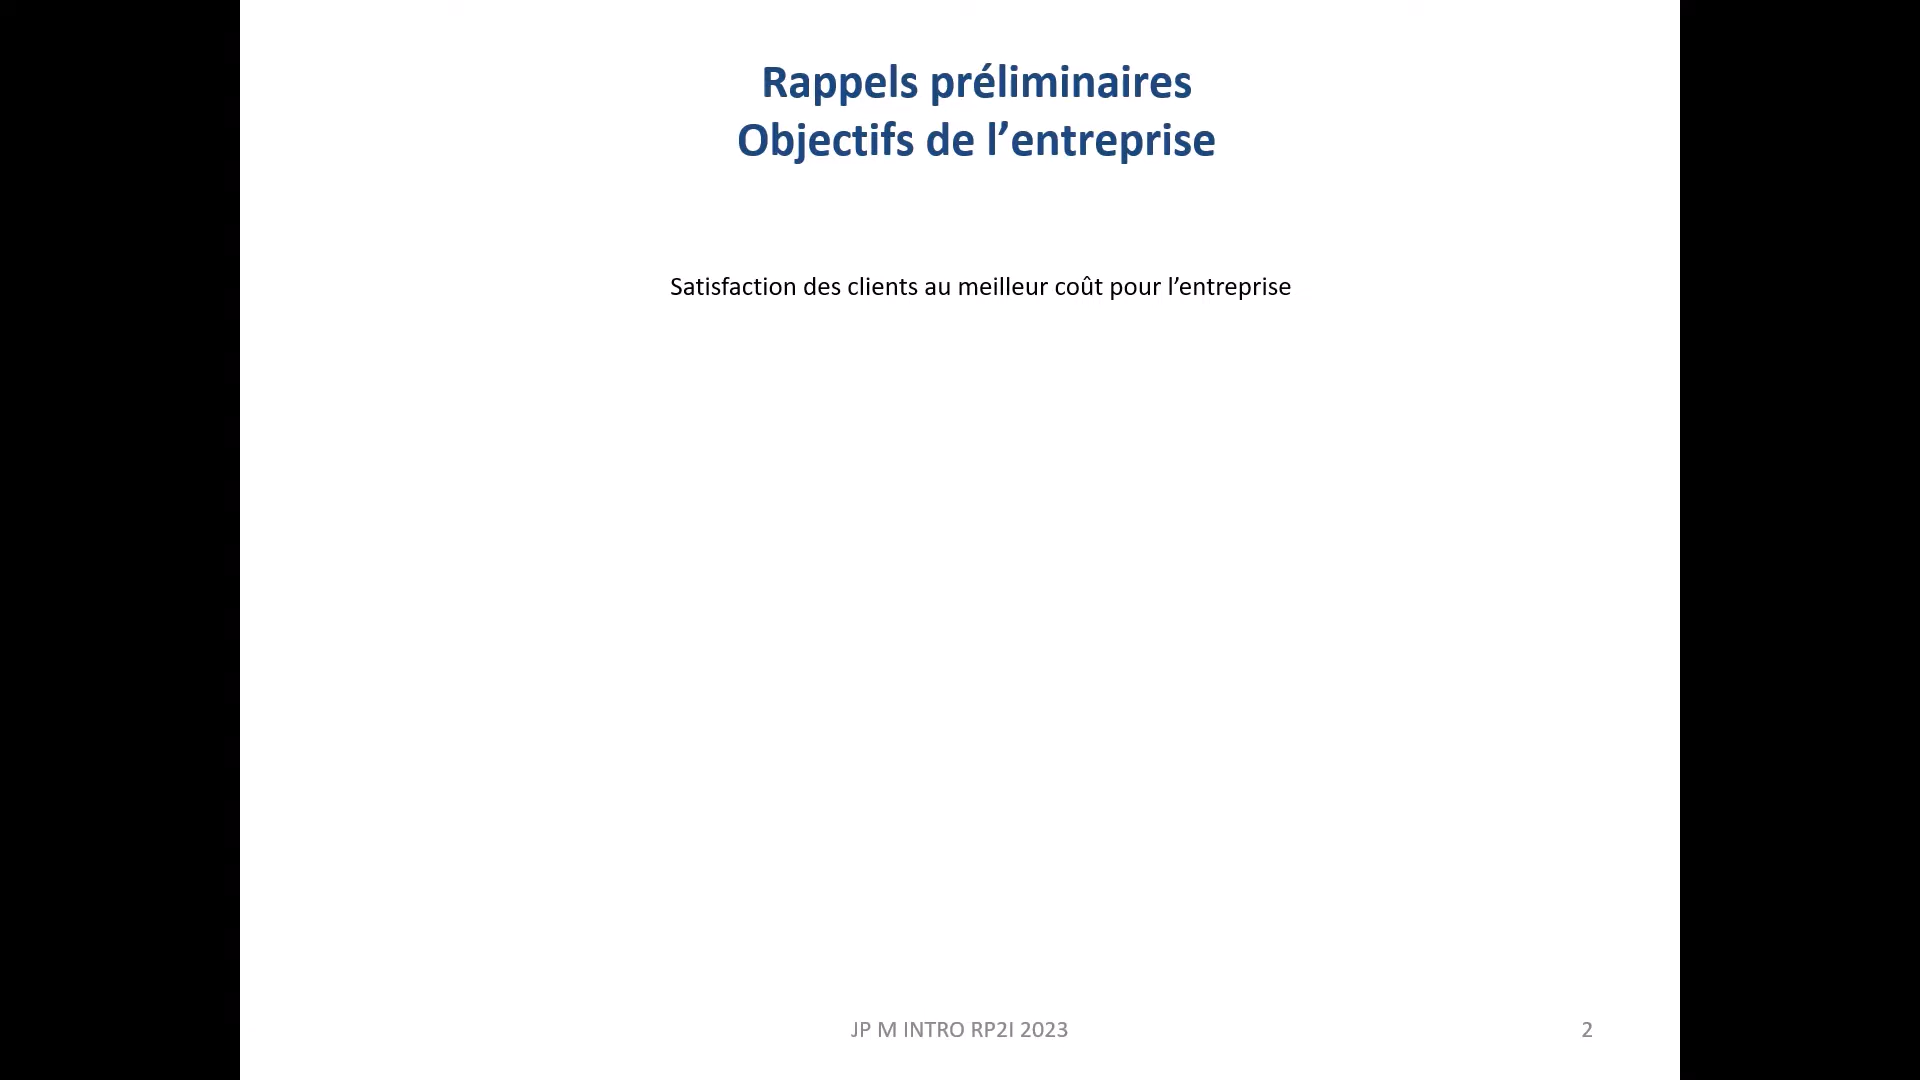 Rappels préliminaires
Objectifs de l’entreprise
Satisfaction des clients au meilleur coût pour l’entreprise
JP M INTRO RP2I 2023
2